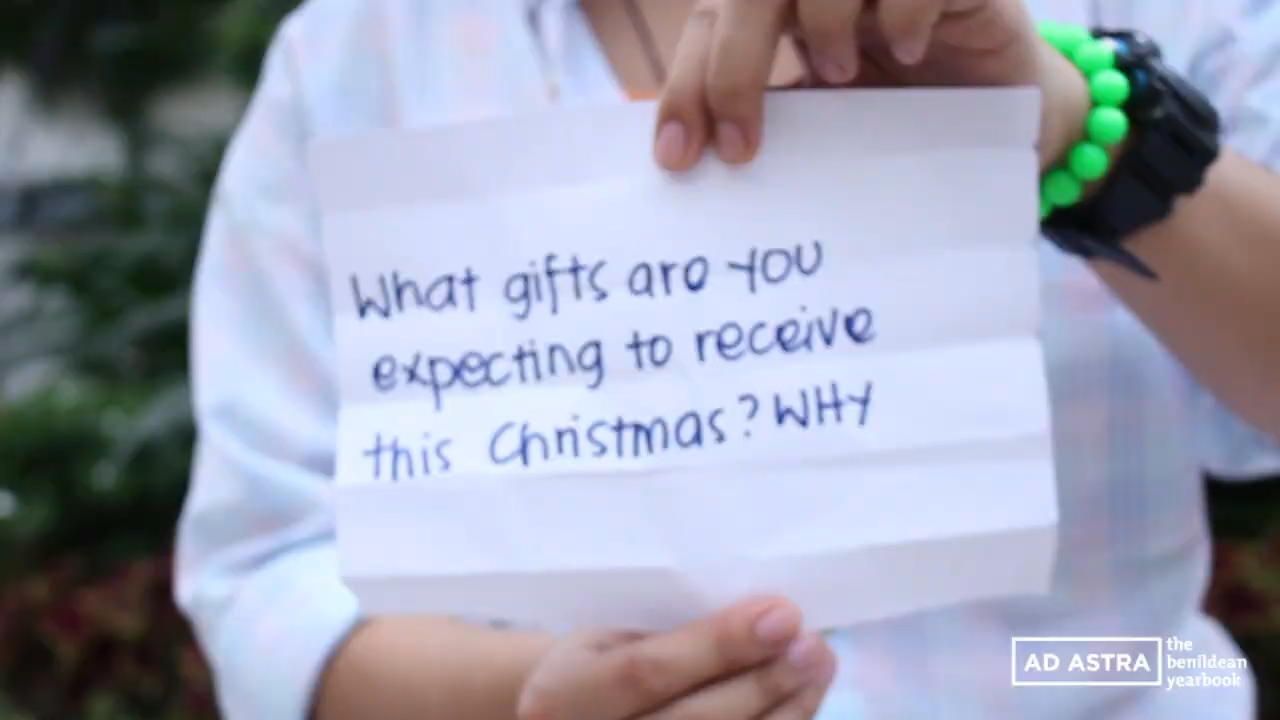 What gifts are you
expecting to receive
this Christmas? WHY
AD ASTRA
the
benildean
yearbook